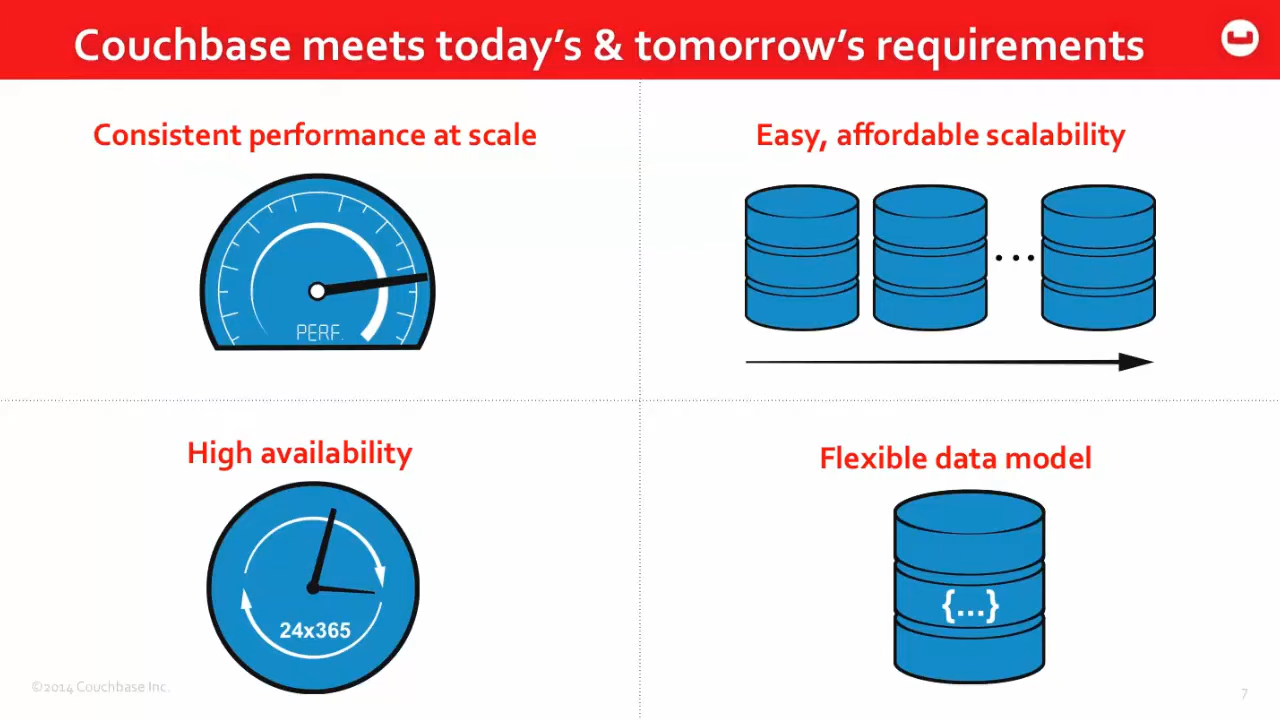 Couchbase meets today’s & tomorrow’s requirements
Consistent performance at scale
Easy, affordable scalability
PERF.
High availability
Flexible data model
24x365
{...}
©2014 Couchbase Inc.
7